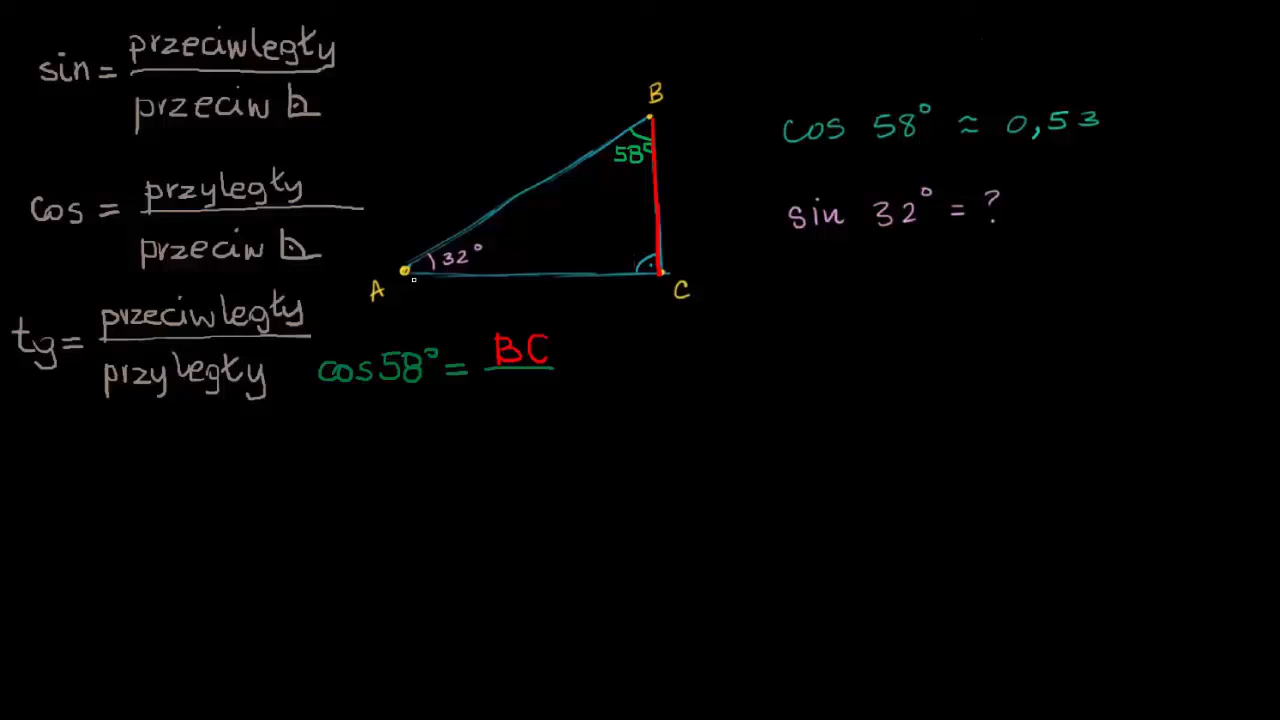 sin = przeciwległy
przeciw
cos = przyległy
przeciw
tg = przeciwległy
przyległy
B
58°
32°
A
C
cos 58° = BC
cos 58° ≈ 0,53
sin 32° = ?